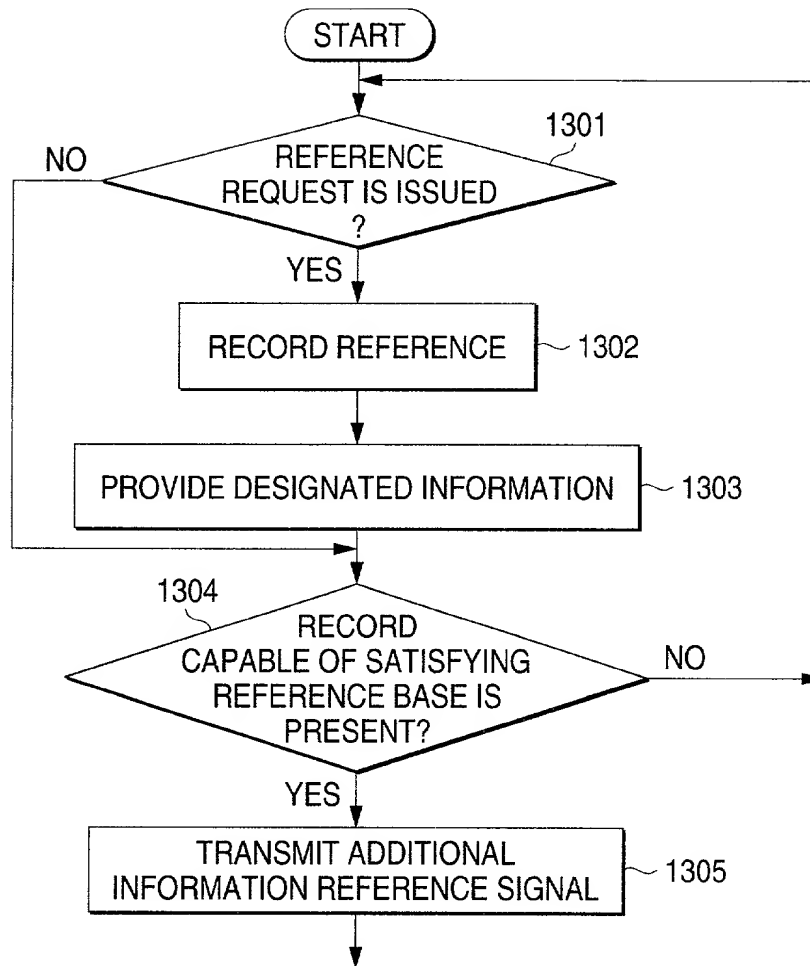 START
1301
NO
REFERENCE
REQUEST IS ISSUED
?
YES
RECORD REFERENCE
1302
PROVIDE DESIGNATED INFORMATION
1303
1304
RECORD
CAPABLE OF SATISFYING
REFERENCE BASE IS
PRESENT?
NO
YES
TRANSMIT ADDITIONAL
INFORMATION REFERENCE SIGNAL
1305